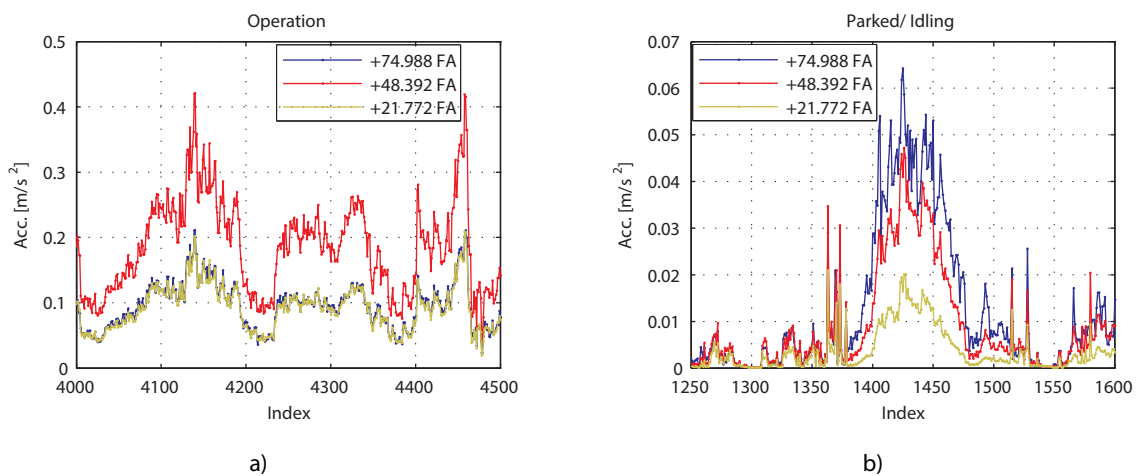 Operation
0.5
0.4
0.3
0.2
0.1
0
Acc. [m/s²]
+74.988 FA
+48.392 FA
+21.772 FA
4000 4100 4200 4300 4400 4500
Index
a)
Parked/ Idling
0.07
0.06
0.05
0.04
0.03
0.02
0.01
0
Acc. [m/s²]
+74.988 FA
+48.392 FA
+21.772 FA
1250 1300 1350 1400 1450 1500 1550 1600
Index
b)